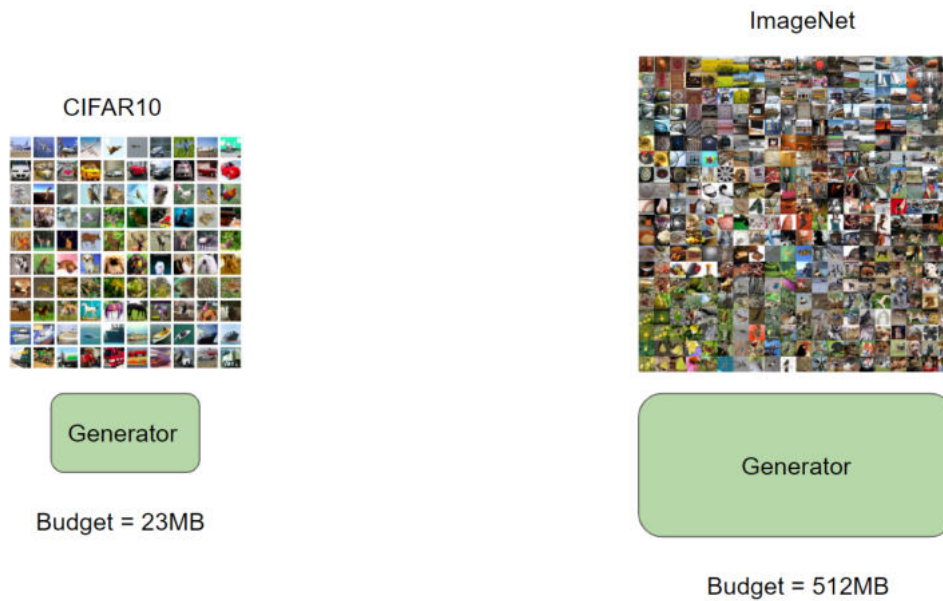 ImageNet
CIFAR10
Generator
Generator
Budget = 23MB
Budget = 512MB